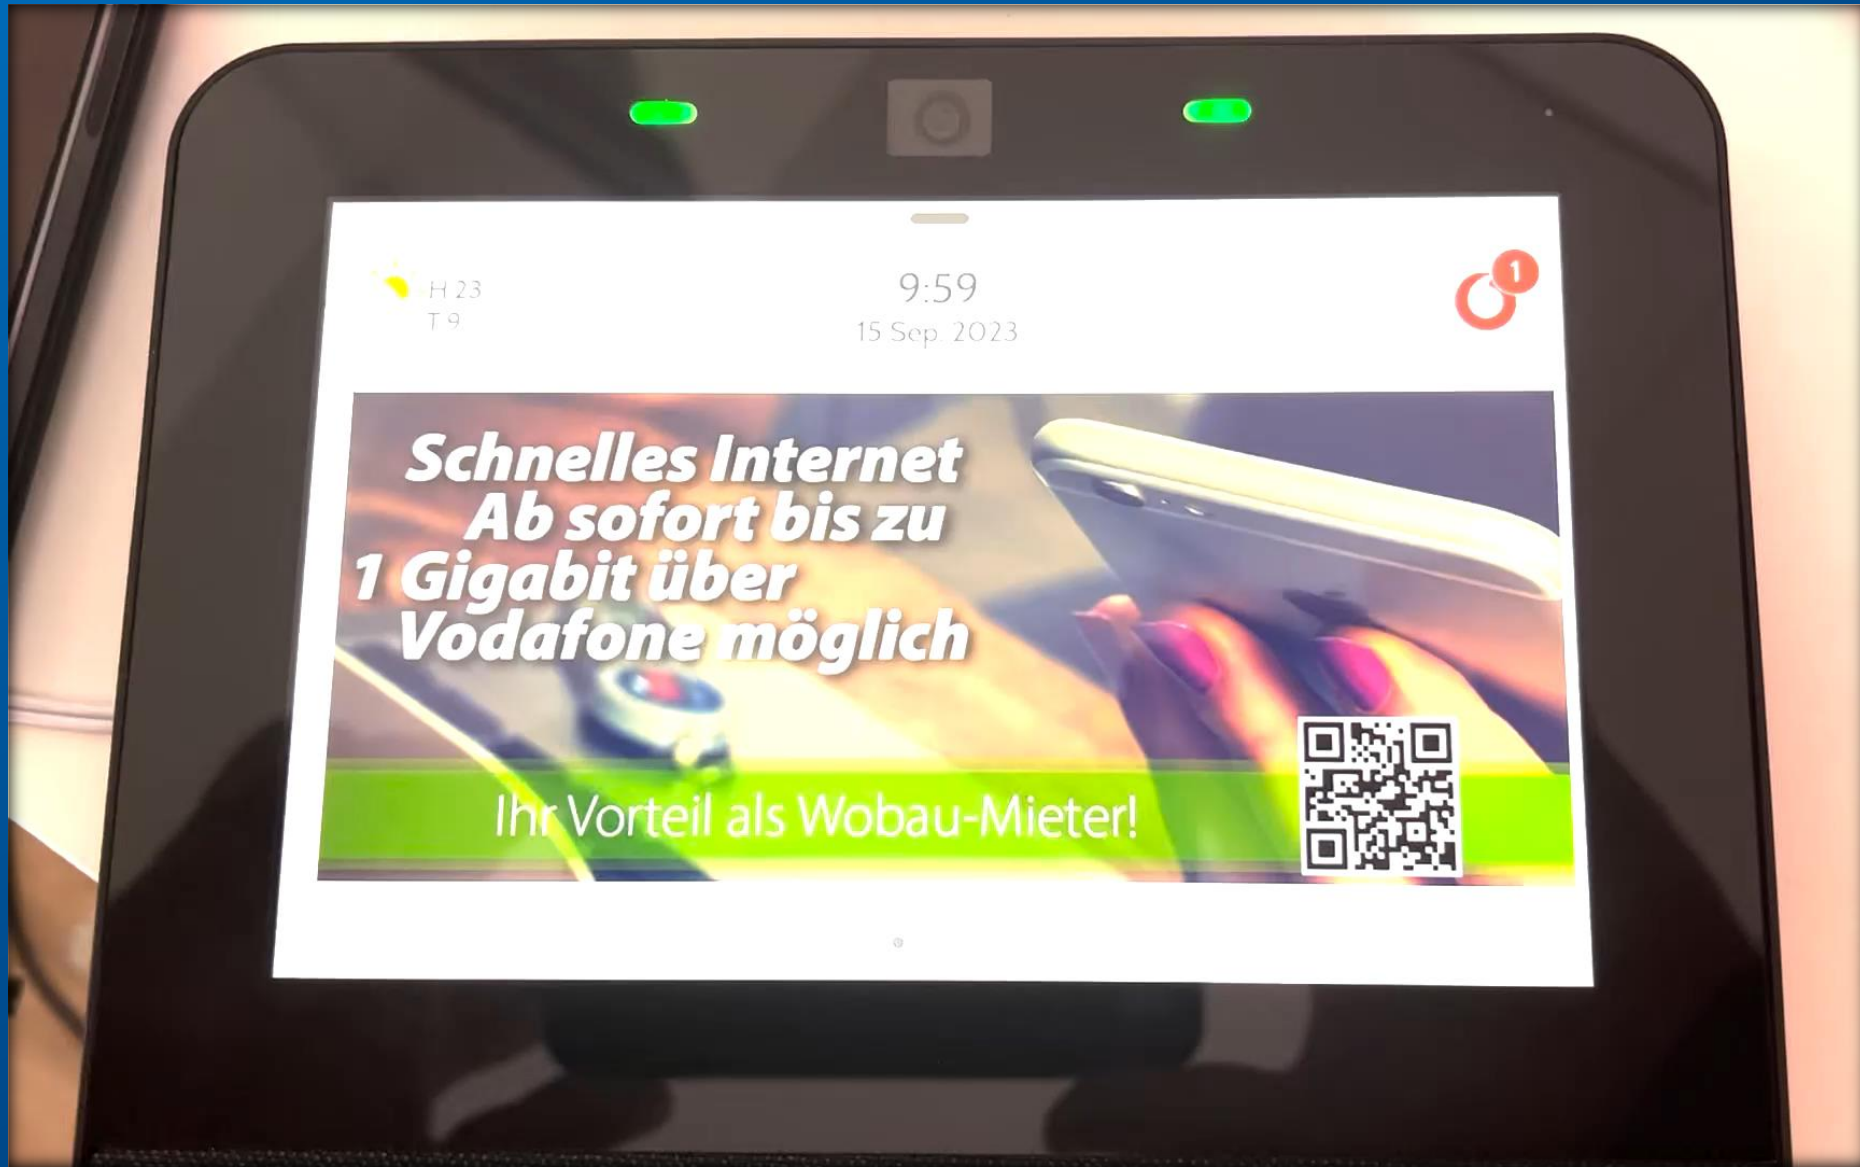 H 23
T 9
9:59
15 Sep. 2023
1
Schnelles Internet
Ab sofort bis zu
1 Gigabit über
Vodafone möglich
Ihr Vorteil als Wobau-Mieter!